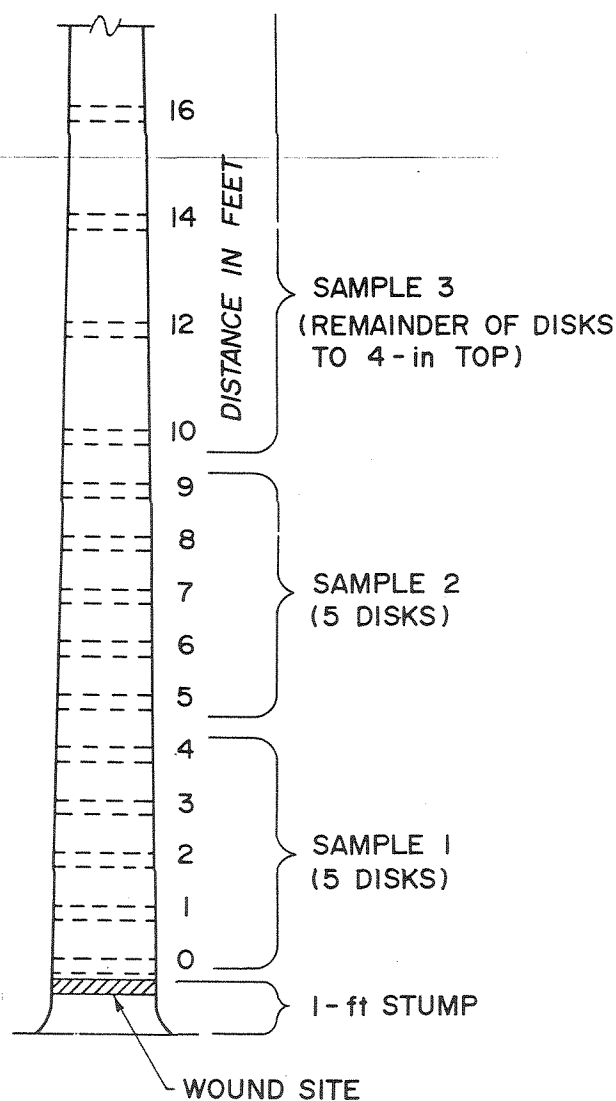 16
14
12
10
9
8
7
6
5
4
3
2
1
0
DISTANCE IN FEET
SAMPLE 3
(REMAINDER OF DISKS
TO 4-in TOP)
SAMPLE 2
(5 DISKS)
SAMPLE 1
(5 DISKS)
1-ft STUMP
WOUND SITE